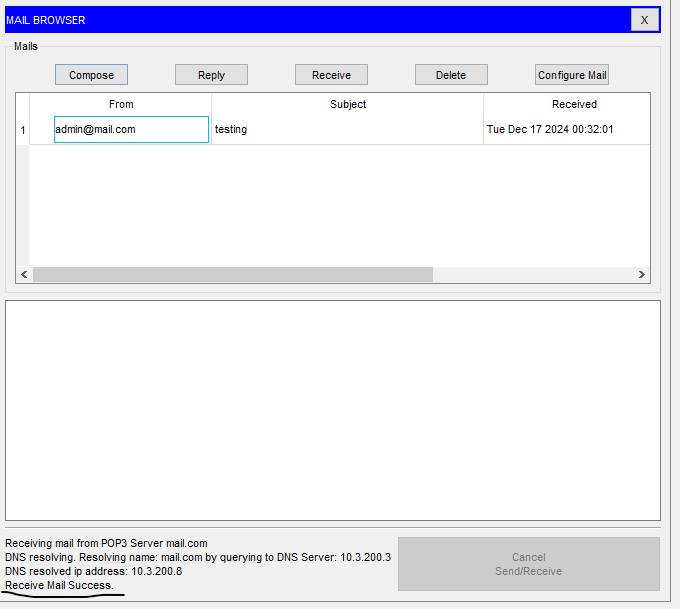 MAIL BROWSER
X
Mails
Compose
Reply
Receive
Delete
Configure Mail
From
Subject
Received
1
admin@mail.com
testing
Tue Dec 17 2024 00:32:01
Receiving mail from POP3 Server mail.com
DNS resolving. Resolving name: mail.com by querying to DNS Server: 10.3.200.3
DNS resolved ip address: 10.3.200.8
Receive Mail Success.
Cancel
Send/Receive